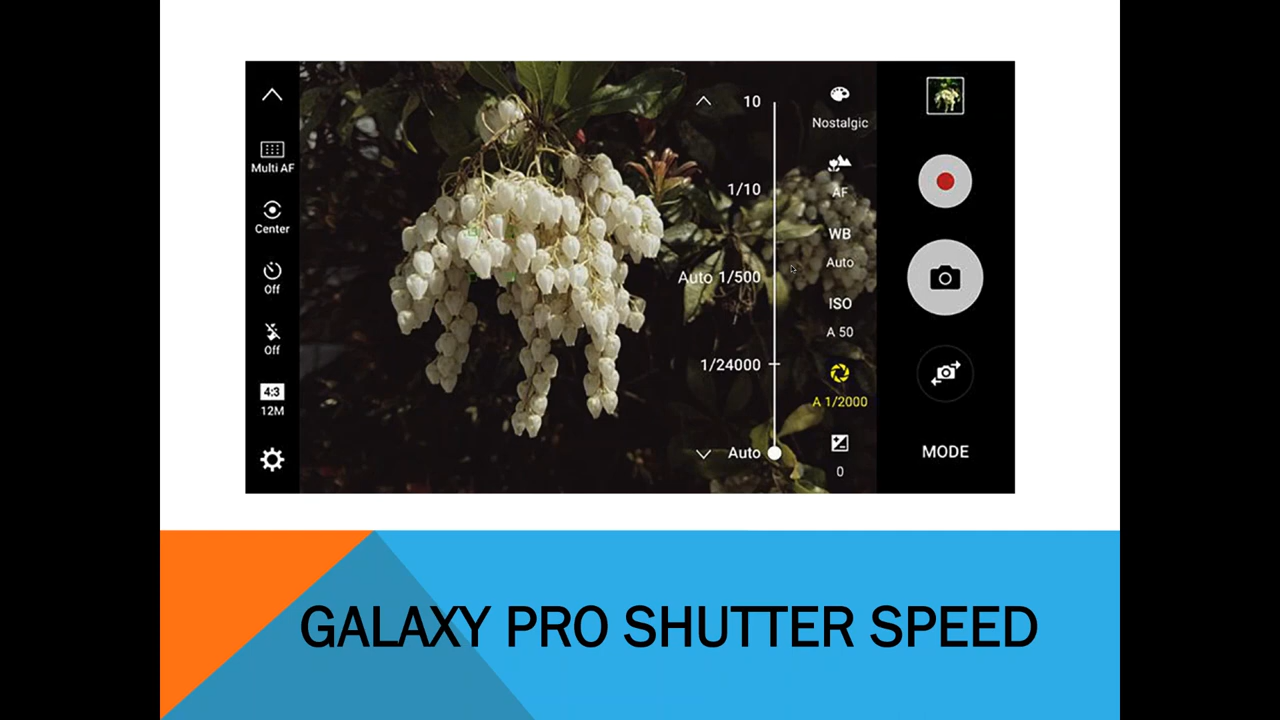 Multi AF
Center
Off
Off
4:3
12M
10
1/10
Auto 1/500
1/24000
Auto
Nostalgic
AF
WB
Auto
ISO
A 50
A 1/2000
0
MODE
GALAXY PRO SHUTTER SPEED